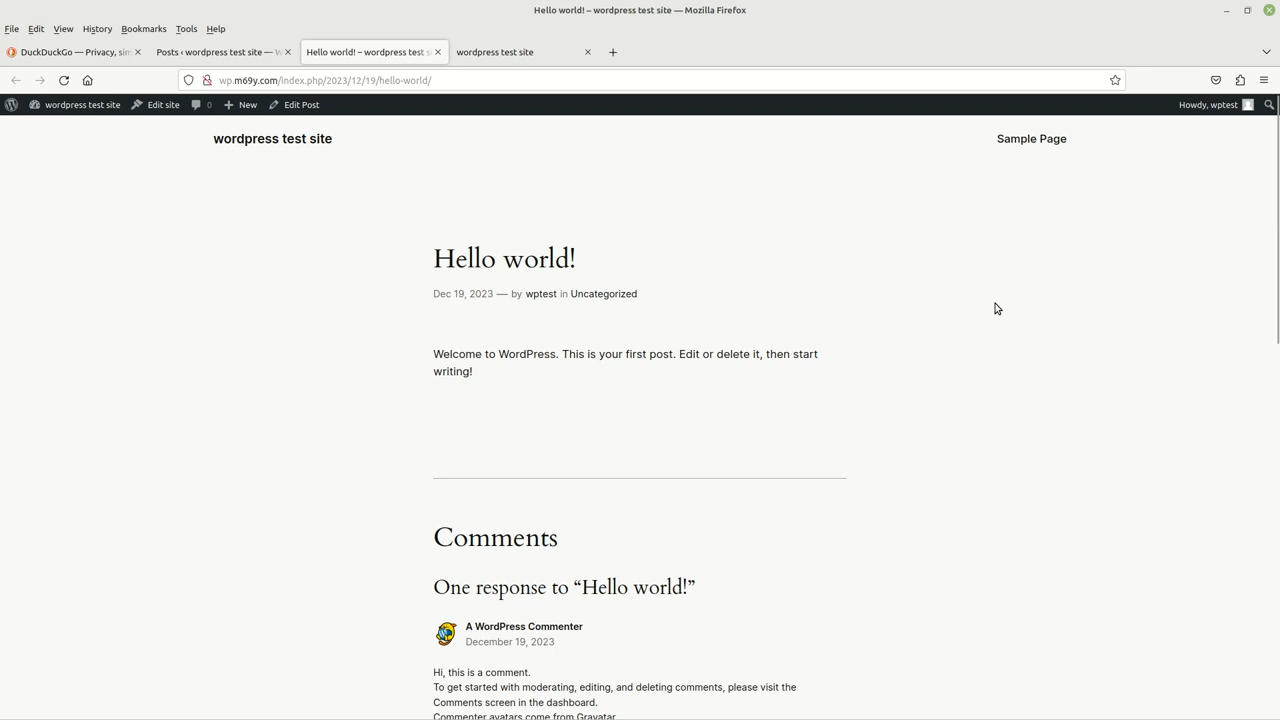 Hello world! – wordpress test site — Mozilla Firefox
File Edit View History Bookmarks Tools Help
DuckDuckGo — Privacy, sim
Posts ‹ wordpress test site — W
Hello world! – wordpress test si
wordpress test site
wp.m69y.com/index.php/2023/12/19/hello-world/
wordpress test site Edit site 0 New Edit Post Howdy, wptest
wordpress test site Sample Page
Hello world!
Dec 19, 2023 — by wptest in Uncategorized
Welcome to WordPress. This is your first post. Edit or delete it, then start
writing!
Comments
One response to “Hello world!”
A WordPress Commenter
December 19, 2023
Hi, this is a comment.
To get started with moderating, editing, and deleting comments, please visit the
Comments screen in the dashboard.
Commenter avatars come from Gravatar